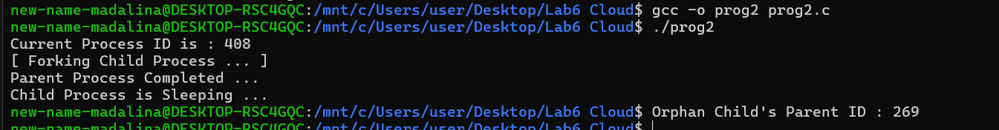 new-name-madalina@DESKTOP-RSC4GQC:/mnt/c/Users/user/Desktop/Lab6 Cloud$ gcc -o prog2 prog2.c
new-name-madalina@DESKTOP-RSC4GQC:/mnt/c/Users/user/Desktop/Lab6 Cloud$ ./prog2
Current Process ID is : 408
[ Forking Child Process ... ]
Parent Process Completed ...
Child Process is Sleeping ...
new-name-madalina@DESKTOP-RSC4GQC:/mnt/c/Users/user/Desktop/Lab6 Cloud$ Orphan Child's Parent ID : 269
new-name-madalina@DESKTOP-RSC4GQC:/mnt/c/Users/user/Desktop/Lab6 Cloud$